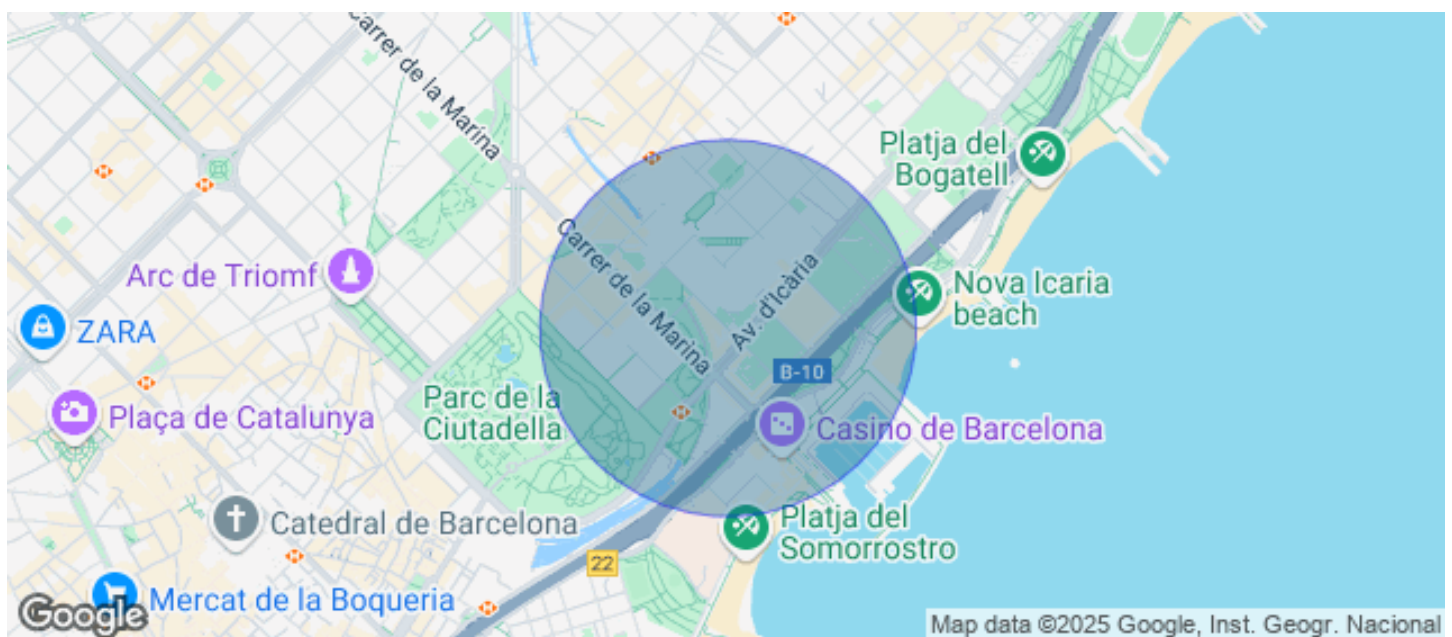 Carrer de la Marina
Platja del
Bogatell
Arc de Triomf
Carrer de la Marina
Av. d'Icària
Nova Icaria
beach
ZARA
B-10
Parc de la
Ciutadella
Plaça de Catalunya
Casino de Barcelona
Catedral de Barcelona
Platja del
Somorrostro
22
Mercat de la Boqueria
Google
Map data ©2025 Google, Inst. Geogr. Nacional